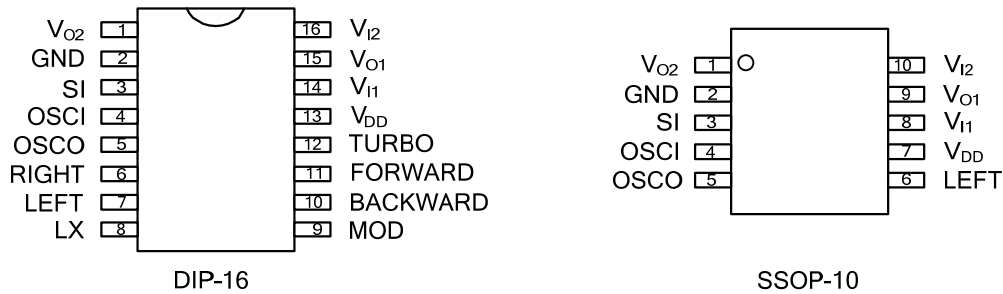 VO2 1 16 VI2
GND 2 15 VO1
SI 3 14 VI1
OSCI 4 13 VDD
OSCO 5 12 TURBO
RIGHT 6 11 FORWARD
LEFT 7 10 BACKWARD
LX 8 9 MOD
DIP-16
VO2 1 10 VI2
GND 2 9 VO1
SI 3 8 VI1
OSCI 4 7 VDD
OSCO 5 6 LEFT
SSOP-10